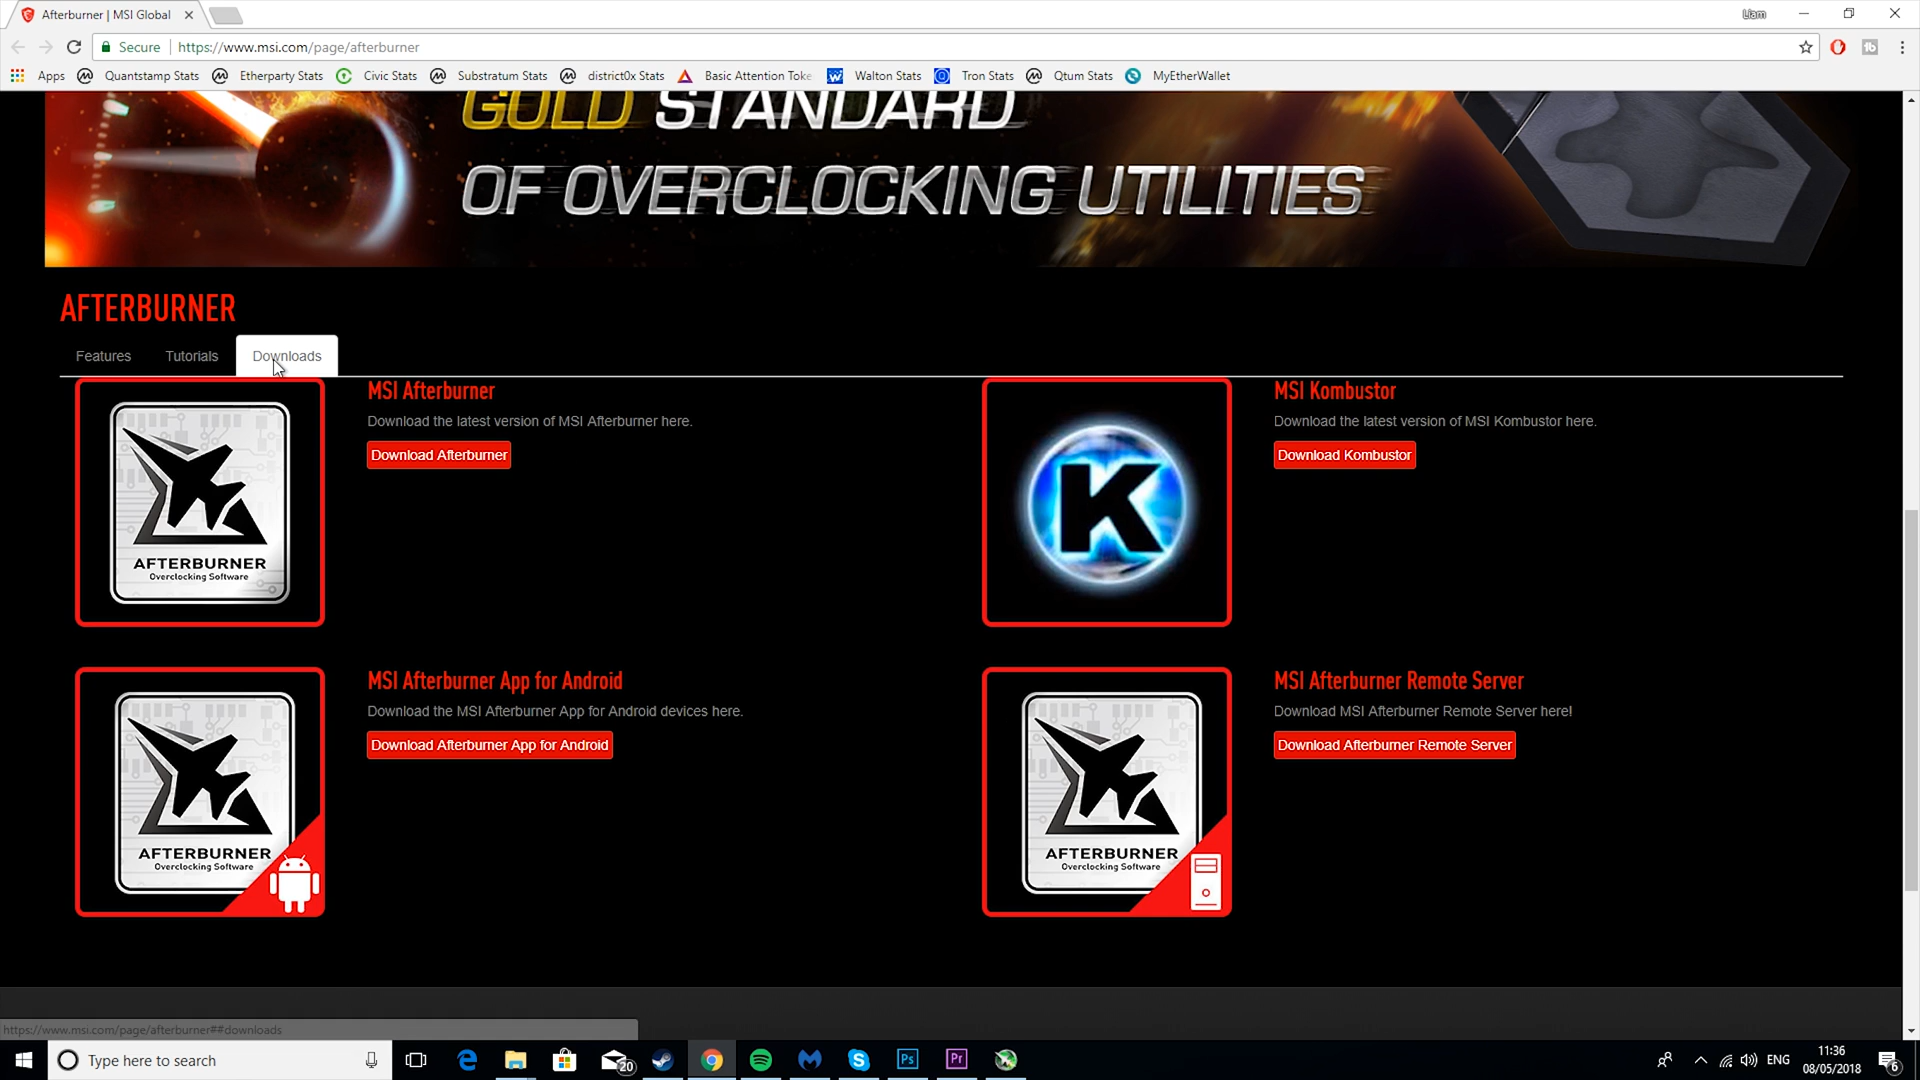 Afterburner | MSI Global
Liam
Secure
https://www.msi.com/page/afterburner
Apps
Quantstamp Stats
Etherparty Stats
Civic Stats
Substratum Stats
district0x Stats
Basic Attention Toke
Walton Stats
Tron Stats
Qtum Stats
MyEtherWallet
GOLD STANDARD
OF OVERCLOCKING UTILITIES
AFTERBURNER
Features
Tutorials
Downloads
AFTERBURNER
Overclocking Software
MSI Afterburner
Download the latest version of MSI Afterburner here.
Download Afterburner
K
MSI Kombustor
Download the latest version of MSI Kombustor here.
Download Kombustor
AFTERBURNER
Overclocking Software
MSI Afterburner App for Android
Download the MSI Afterburner App for Android devices here.
Download Afterburner App for Android
AFTERBURNER
Overclocking Software
MSI Afterburner Remote Server
Download MSI Afterburner Remote Server here!
Download Afterburner Remote Server
https://www.msi.com/page/afterburner##downloads
Type here to search
20
Ps
Pr
ENG
11:36
08/05/2018
6